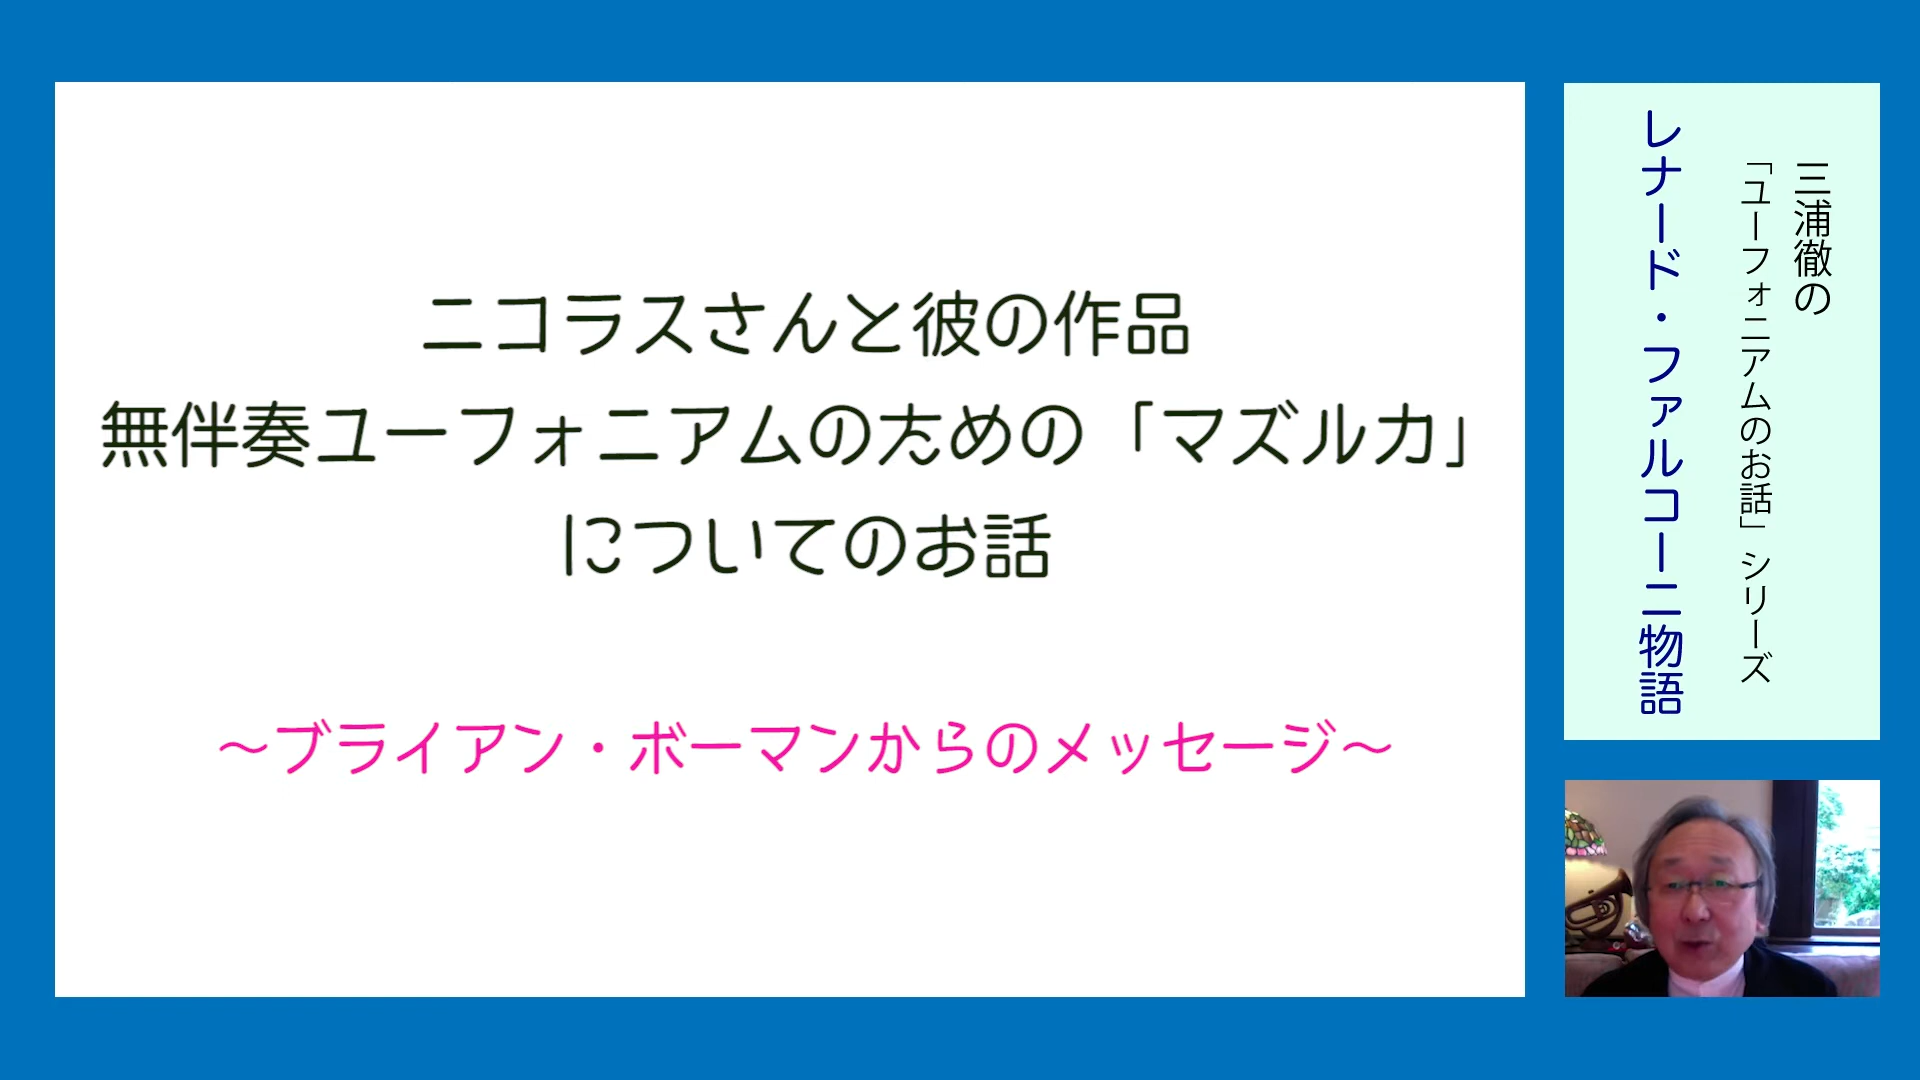 ニコラスさんと彼の作品
無伴奏ユーフォニアムのための「マズルカ」
についてのお話
～ブライアン・ボーマンからのメッセージ～
三浦徹の
「ユーフォニアムのお話」シリーズ
レナード・ファルコーニ物語